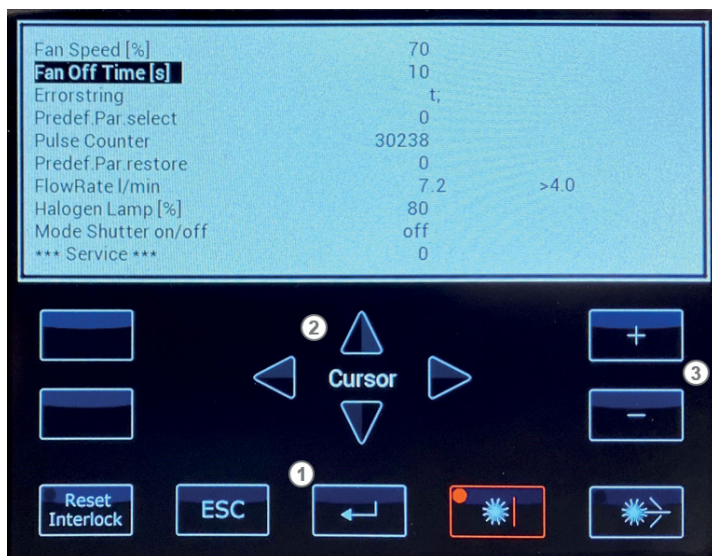 Fan Speed [%] 70
Fan Off Time [s] 10
Errorstring t;
Predef.Par.select 0
Pulse Counter 30238
Predef.Par.restore 0
FlowRate l/min 7.2 >4.0
Halogen Lamp [%] 80
Mode Shutter on/off off
*** Service *** 0
2
+
Cursor
3
-
1
Reset
Interlock
ESC